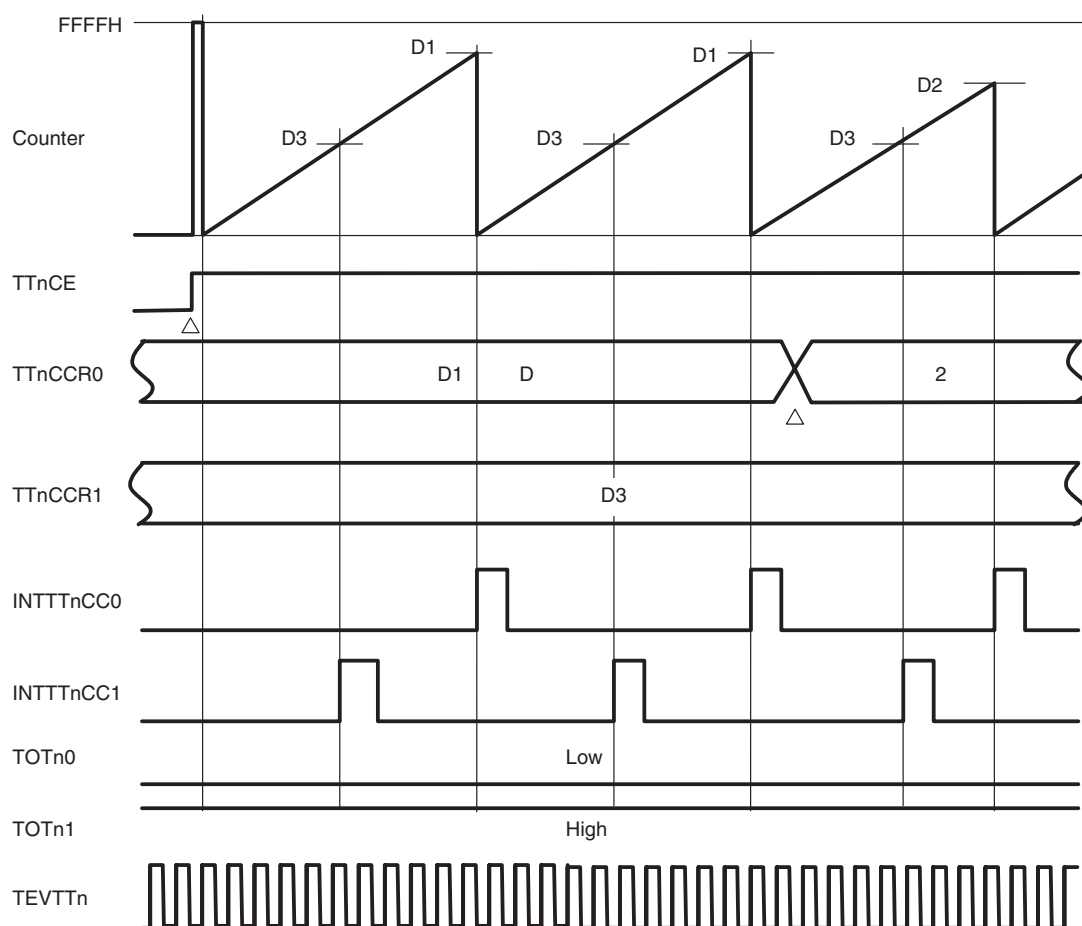 FFFFH
D1
D1
D2
Counter
D3
D3
D3
TTnCE
TTnCCR0
D1 D
2
TTnCCR1
D3
INTTTnCC0
INTTTnCC1
TOTn0
Low
TOTn1
High
TEVTTn